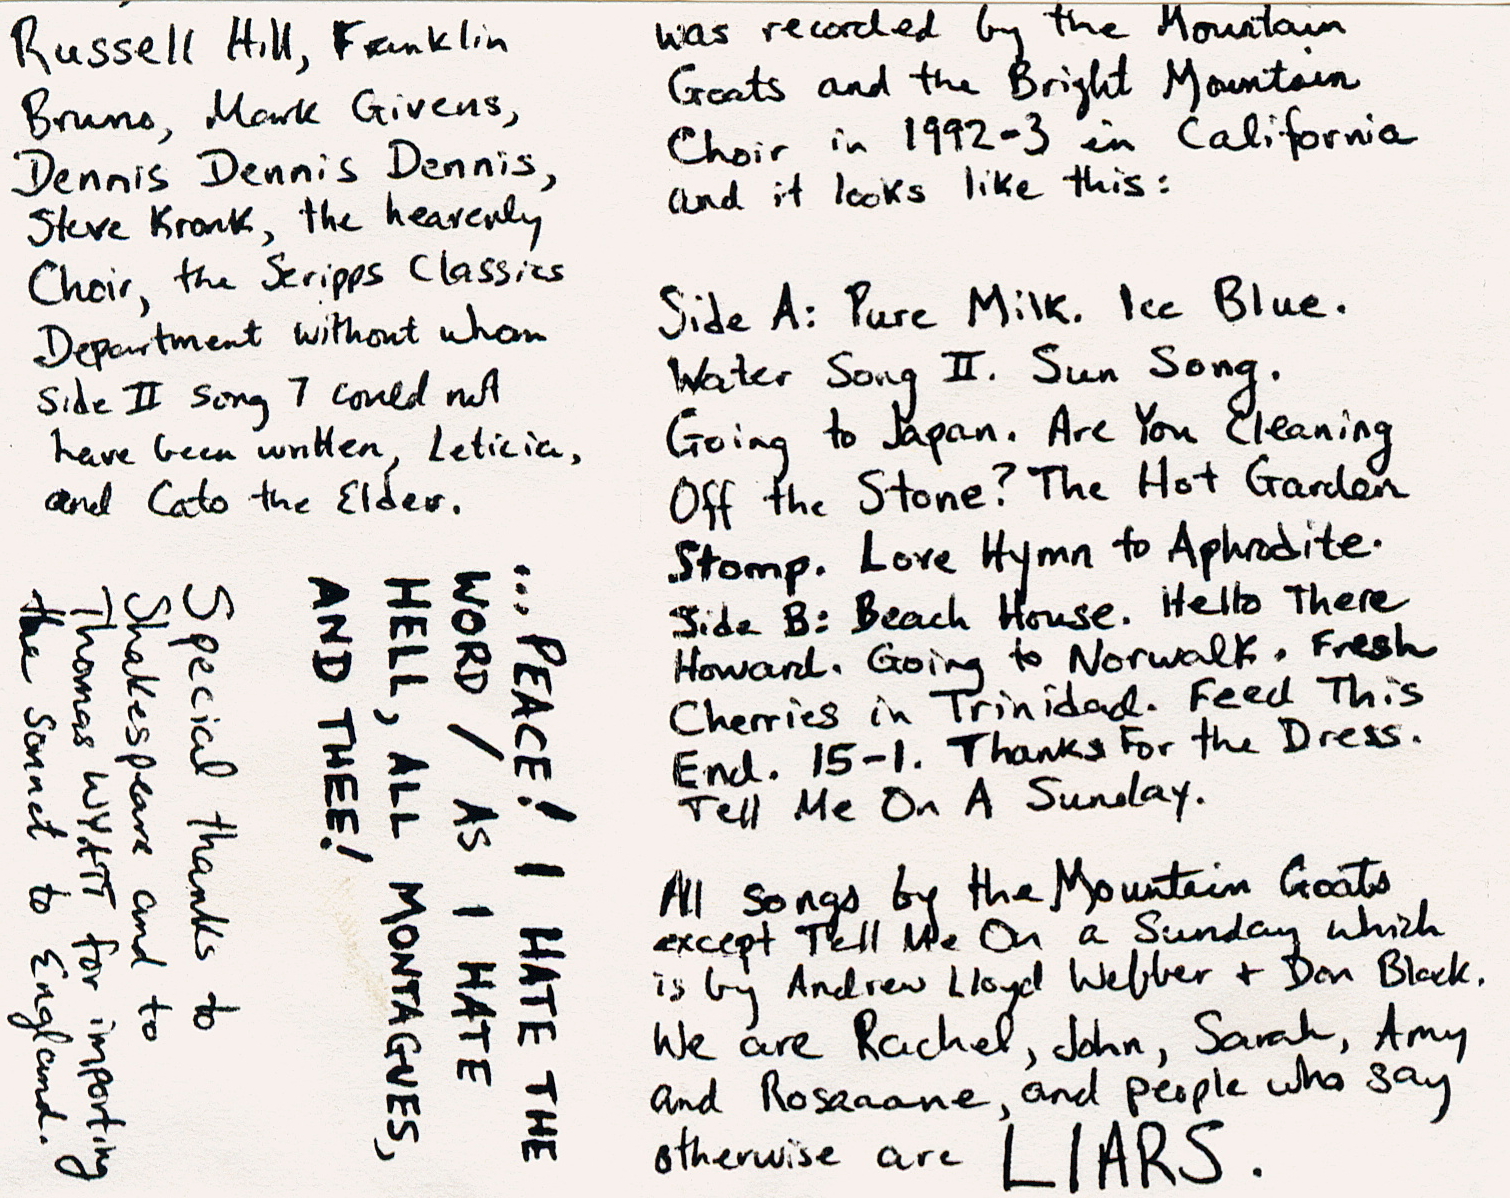 Russell Hill, Franklin
Bruno, Mark Givens,
Dennis Dennis Dennis,
Steve Kronk, the heavenly
Choir, the Scripps Classics
Department without whom
Side II song 7 could not
have been written, Leticia,
and Cato the Elder.
...PEACE! I HATE THE
WORD / AS I HATE
HELL, ALL MONTAGUES,
AND THEE!
Special thanks to
Shakespeare and to
Thomas WYATT for importing
the Sonnet to England.
was recorded by the Mountain
Goats and the Bright Mountain
Choir in 1992-3 in California
and it looks like this:
Side A: Pure Milk. Ice Blue.
Water Song II. Sun Song.
Going to Japan. Are You Cleaning
Off the Stone? The Hot Garden
Stomp. Love Hymn to Aphrodite.
Side B: Beach House. Hello There
Howard. Going to Norwalk. Fresh
Cherries in Trinidad. Feed This
End. 15-1. Thanks For the Dress.
Tell Me On A Sunday.
All songs by the Mountain Goats
except Tell Me On a Sunday which
is by Andrew Lloyd Webber + Don Black.
We are Rachel, John, Sarah, Amy
and Rosaaane, and people who say
otherwise are LIARS.